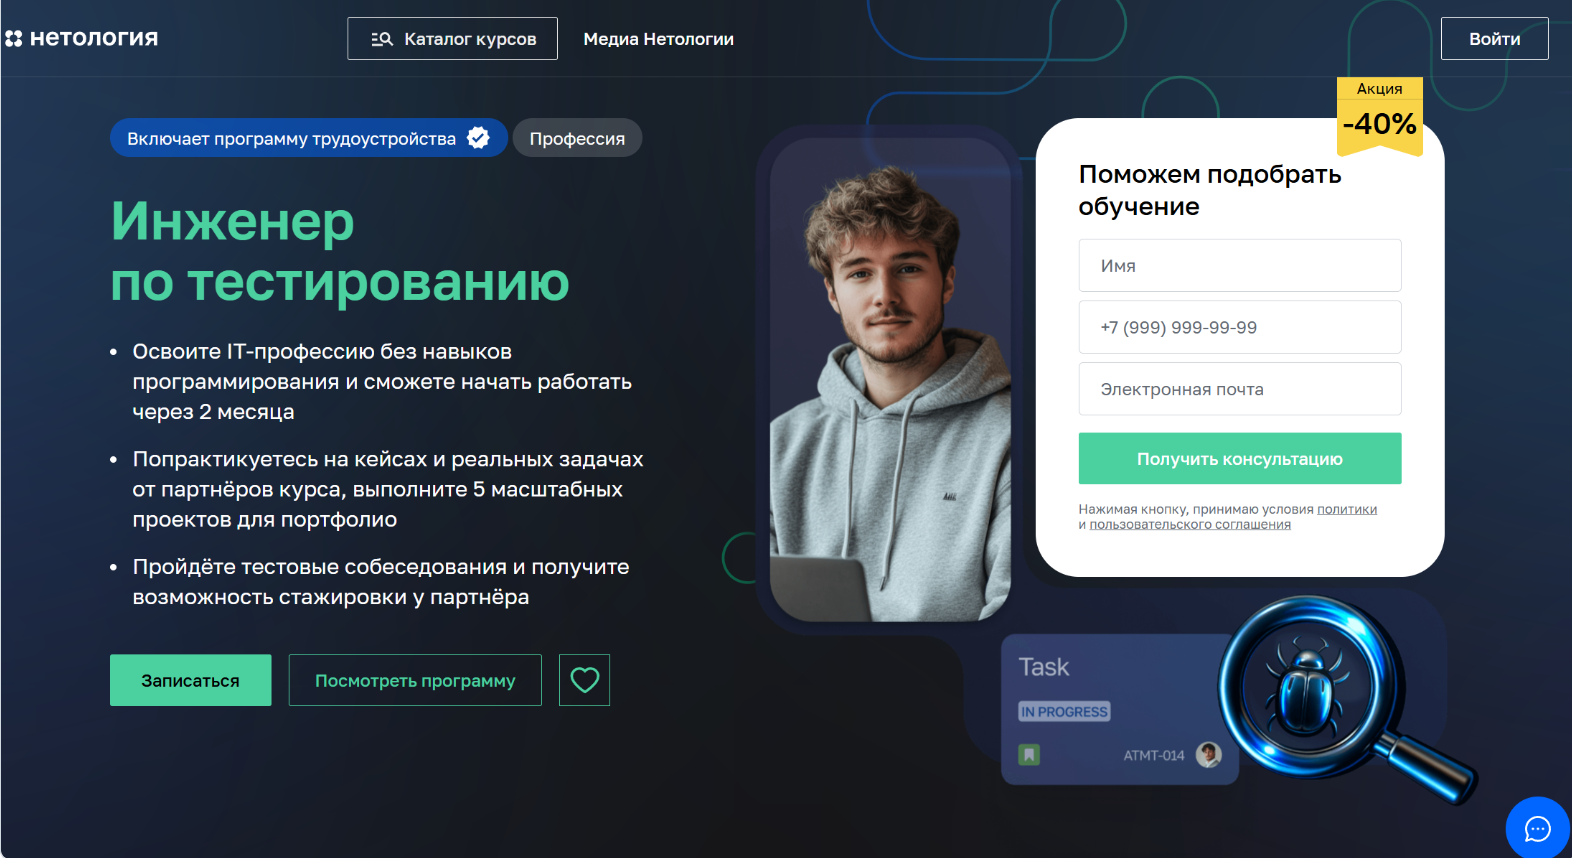 нетология
Каталог курсов
Медиа Нетологии
Войти
Включает программу трудоустройства
Профессия
Инженер
по тестированию
Освоите IT-профессию без навыков
программирования и сможете начать работать
через 2 месяца
Попрактикуетесь на кейсах и реальных задачах
от партнёров курса, выполните 5 масштабных
проектов для портфолио
Пройдёте тестовые собеседования и получите
возможность стажировки у партнёра
Записаться
Посмотреть программу
Акция
-40%
Поможем подобрать
обучение
Имя
+7 (999) 999-99-99
Электронная почта
Получить консультацию
Нажимая кнопку, принимаю условия политики
и пользовательского соглашения
Task
IN PROGRESS
ATMT-014